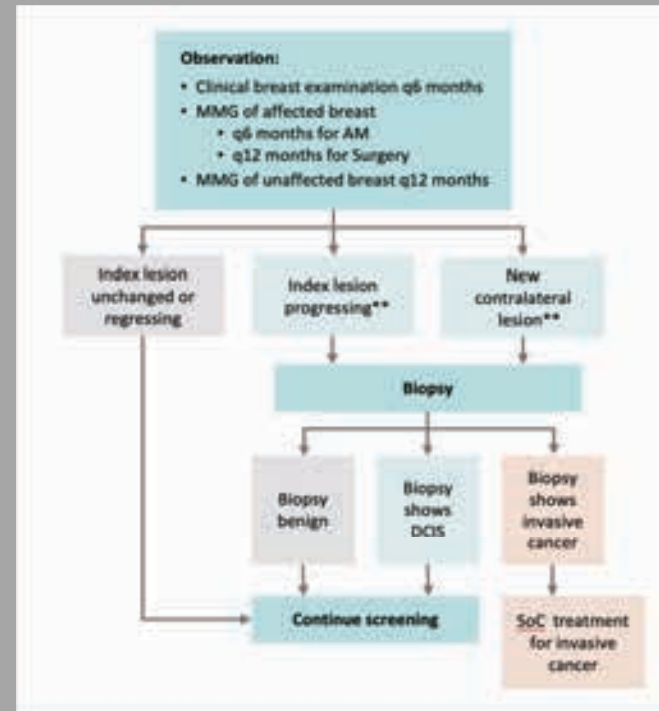 Observation:
• Clinical breast examination q6 months
• MMG of affected breast
• q6 months for AM
• q12 months for Surgery
• MMG of unaffected breast q12 months
Index lesion
unchanged or
regressing
Index lesion
progressing**
New
contralateral
lesion**
Biopsy
Biopsy
benign
Biopsy
shows
DCIS
Biopsy
shows
invasive
cancer
Continue screening
SoC treatment
for invasive
cancer